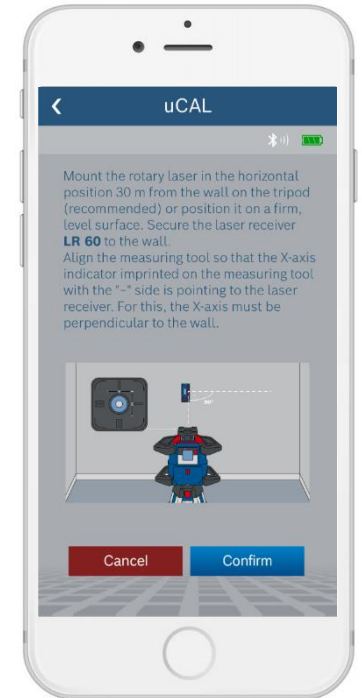 uCAL
Mount the rotary laser in the horizontal
position 30 m from the wall on the tripod
(recommended) or position it on a firm,
level surface. Secure the laser receiver
LR 60 to the wall.
Align the measuring tool so that the X-axis
indicator imprinted on the measuring tool
with the "–" side is pointing to the laser
receiver. For this, the X-axis must be
perpendicular to the wall.
Cancel Confirm